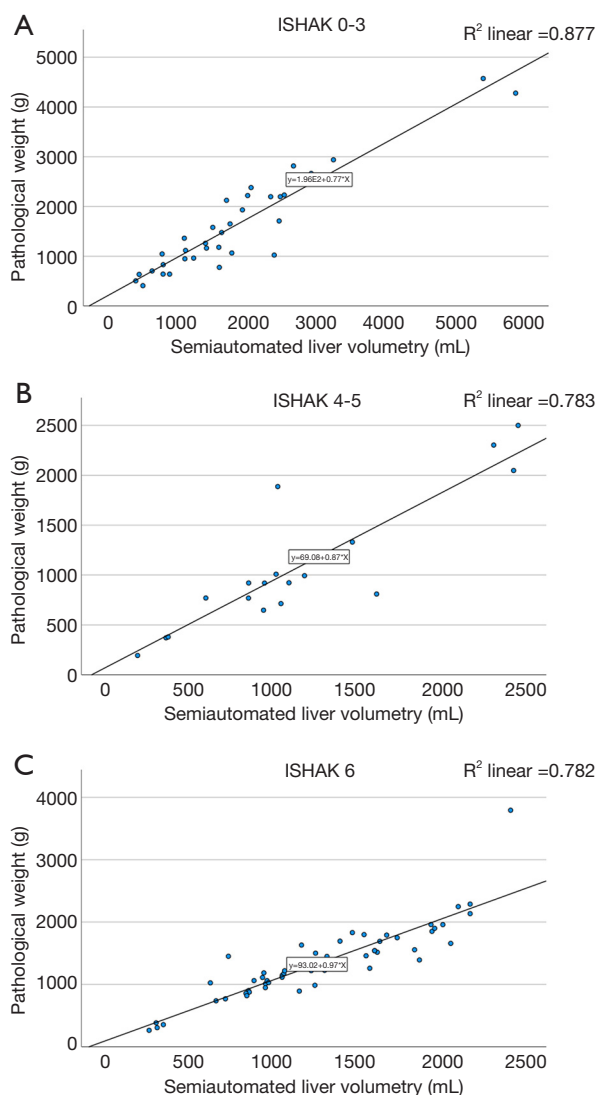 A
ISHAK 0-3
R² linear =0.877
Pathological weight (g)
5000
4000
3000
2000
1000
0
y=1.96E2+0.77*X
0 1000 2000 3000 4000 5000 6000
Semiautomated liver volumetry (mL)
B
ISHAK 4-5
R² linear =0.783
Pathological weight (g)
2500
2000
1500
1000
500
0
y=69.08+0.87*X
0 500 1000 1500 2000 2500
Semiautomated liver volumetry (mL)
C
ISHAK 6
R² linear =0.782
Pathological weight (g)
4000
3000
2000
1000
0
y=93.02+0.97*X
0 500 1000 1500 2000 2500
Semiautomated liver volumetry (mL)